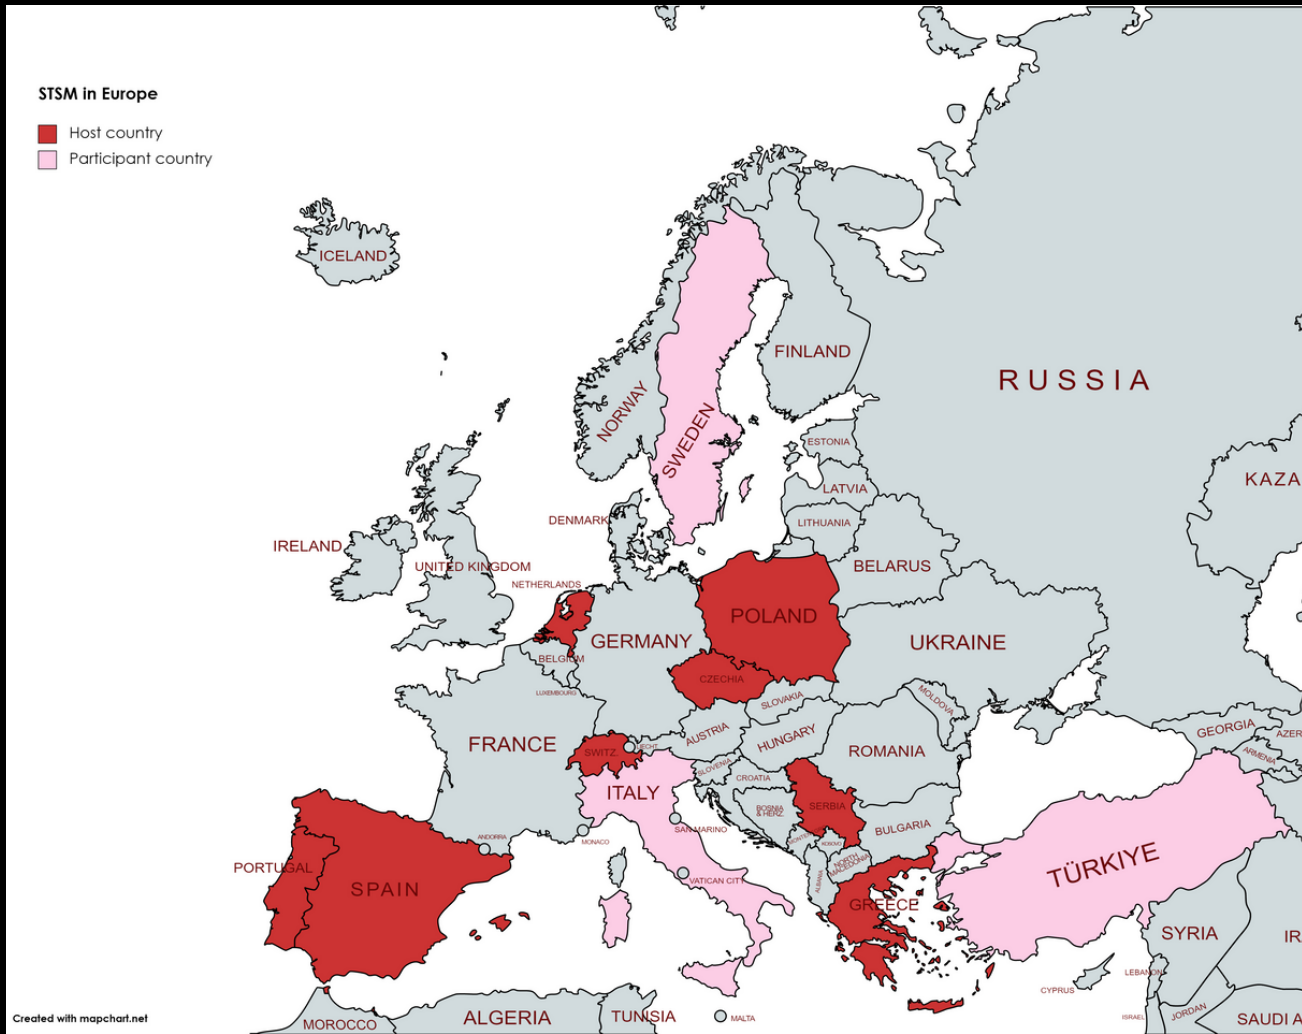 STSM in Europe
Host country
Participant country
ICELAND
FINLAND
RUSSIA
NORWAY
SWEDEN
ESTONIA
LATVIA
KAZA
LITHUANIA
DENMARK
IRELAND
UNITED KINGDOM
BELARUS
NETHERLANDS
POLAND
GERMANY
UKRAINE
BELGIUM
CZECHIA
LUXEMBOURG
SLOVAKIA
MOLDOVA
FRANCE
SWITZ.
LIECHT.
AUSTRIA
HUNGARY
ROMANIA
GEORGIA
AZER
ARMENIA
SLOVENIA
CROATIA
ITALY
BOSNIA
& HERZ.
SERBIA
SAN MARINO
BULGARIA
ANDORRA
MONACO
KOSOVO
NORTH
MACEDONIA
ALBANIA
PORTUGAL
SPAIN
VATICAN CITY
TÜRKIYE
GREECE
SYRIA
IR
LEBANON
CYPRUS
ISRAEL
JORDAN
SAUDI A
MOROCCO
ALGERIA
TUNISIA
MALTA
Created with mapchart.net